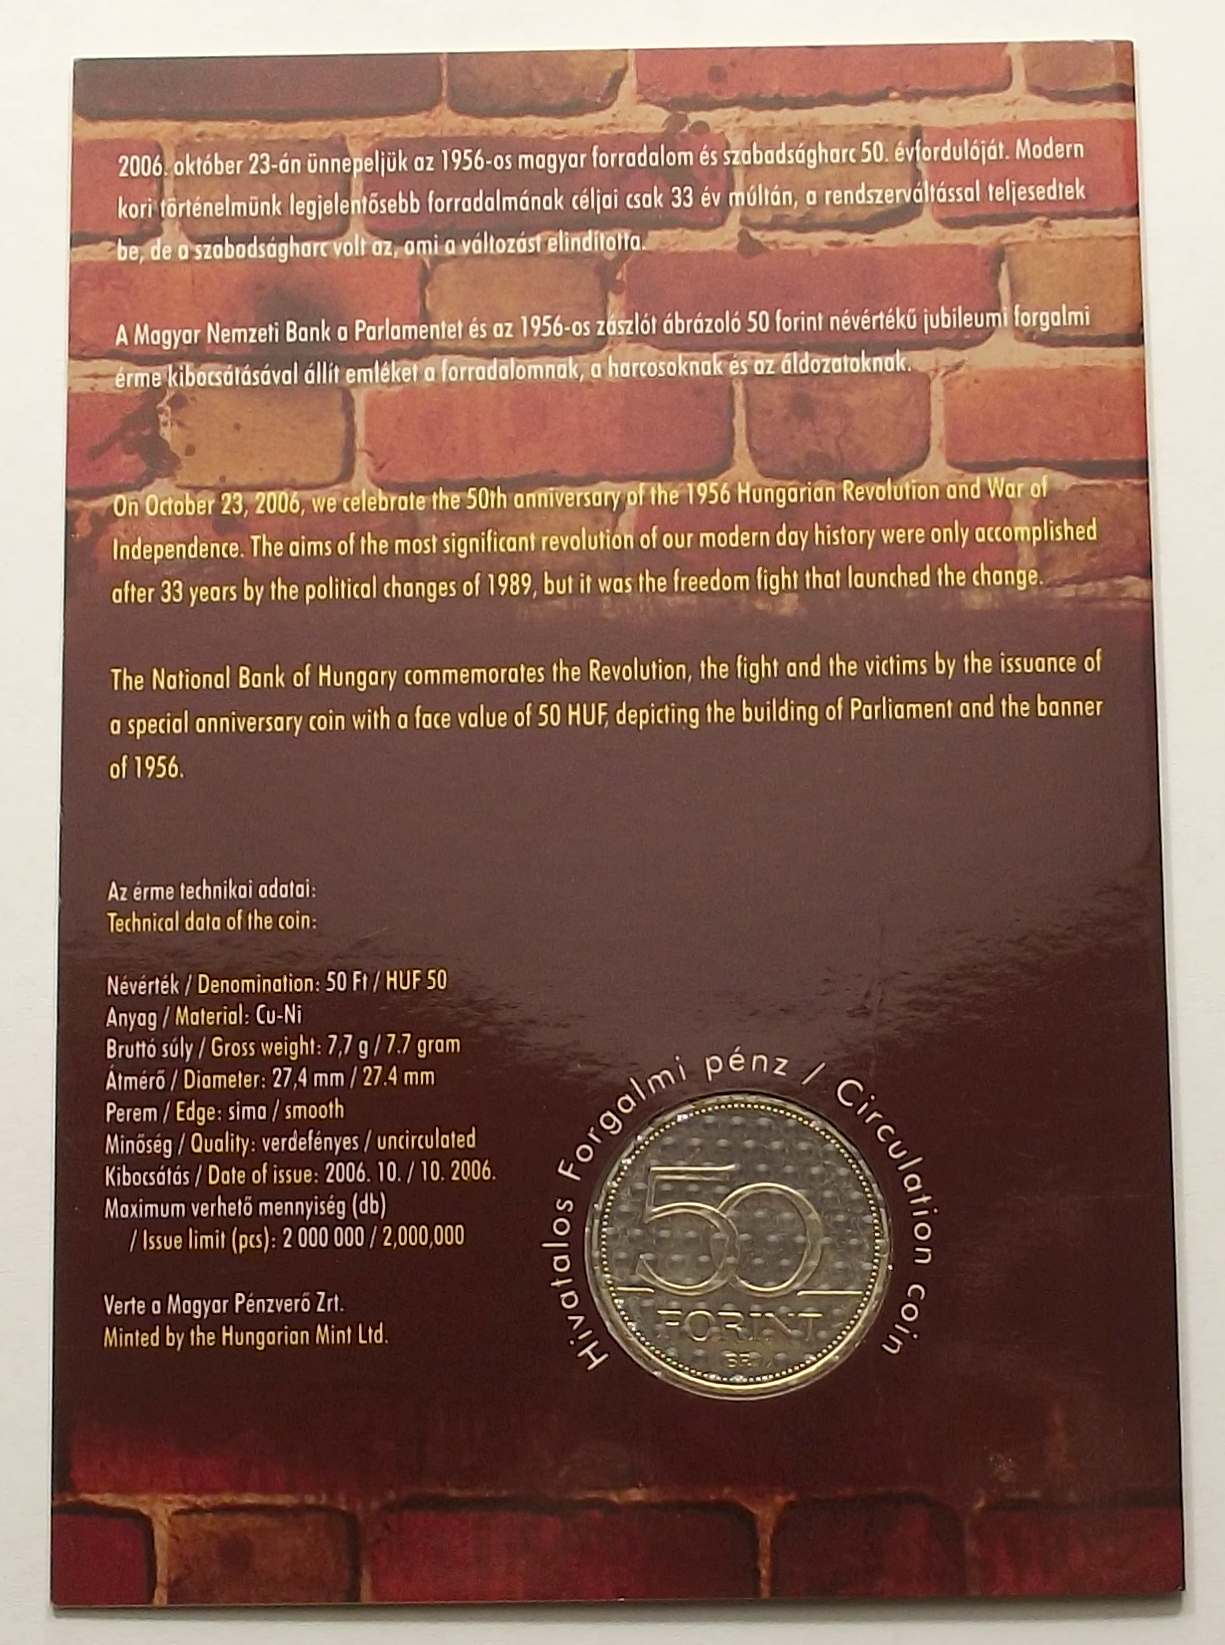 2006. október 23-án ünnepeljük az 1956-os magyar forradalom és szabadságharc 50. évfordulóját. Modern
kori történelmünk legjelentősebb forradalmának céljai csak 33 év múltán, a rendszerváltással teljesedtek
be, de a szabadságharc volt az, ami a változást elindította.
A Magyar Nemzeti Bank a Parlamentet és az 1956-os zászlót ábrázoló 50 forint névértékű jubileumi forgalmi
érme kibocsátásával állít emléket a forradalomnak, a harcosoknak és az áldozatoknak.
On October 23, 2006, we celebrate the 50th anniversary of the 1956 Hungarian Revolution and War of
Independence. The aims of the most significant revolution of our modern day history were only accomplished
after 33 years by the political changes of 1989, but it was the freedom fight that launched the change.
The National Bank of Hungary commemorates the Revolution, the fight and the victims by the issuance of
a special anniversary coin with a face value of 50 HUF, depicting the building of Parliament and the banner
of 1956.
Az érme technikai adatai:
Technical data of the coin:
Névérték / Denomination: 50 Ft / HUF 50
Anyag / Material: Cu-Ni
Bruttó súly / Gross weight: 7,7 g / 7.7 gram
Átmérő / Diameter: 27,4 mm / 27.4 mm
Perem / Edge: sima / smooth
Minőség / Quality: verdefényes / uncirculated
Kibocsátás / Date of issue: 2006. 10. / 10. 2006.
Maximum verhető mennyiség (db)
/ Issue limit (pcs): 2 000 000 / 2,000,000
Verte a Magyar Pénzverő Zrt.
Minted by the Hungarian Mint Ltd.
Hivatalos Forgalmi pénz / Circulation coin
50
FORINT
BP.